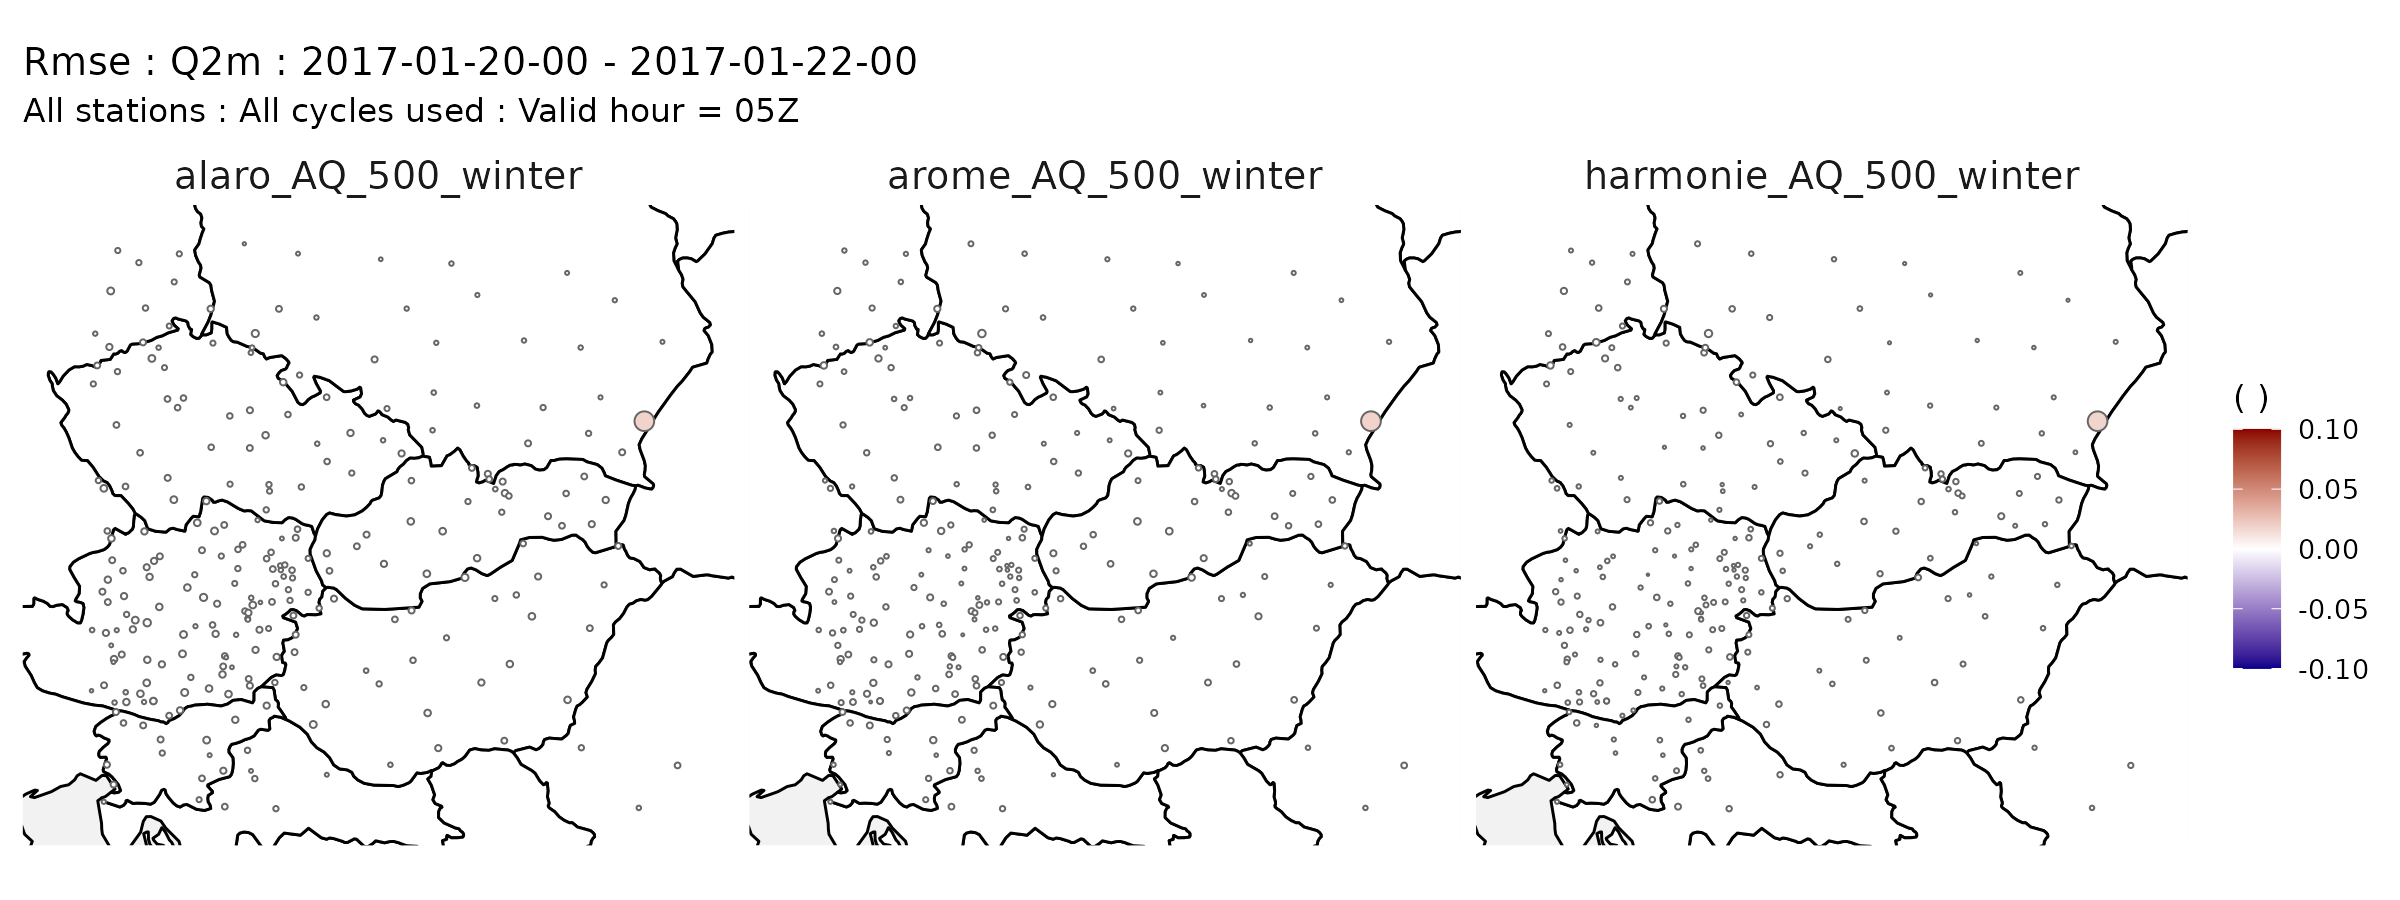 Rmse : Q2m : 2017-01-20-00 - 2017-01-22-00
All stations : All cycles used : Valid hour = 05Z
alaro_AQ_500_winter
arome_AQ_500_winter
harmonie_AQ_500_winter
( )
0.10
0.05
0.00
-0.05
-0.10